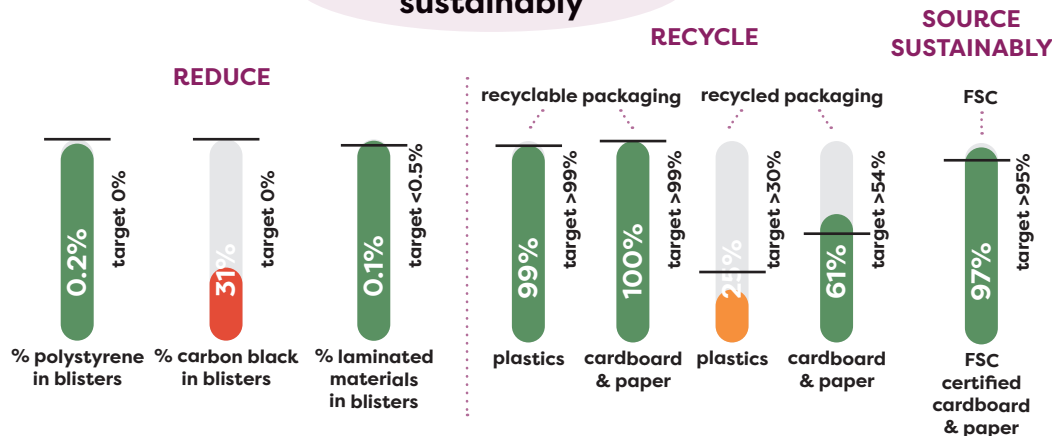 sustainably
REDUCE
RECYCLE
SOURCE
SUSTAINABLY
recyclable packaging
recycled packaging
FSC
0.2%
target 0%
31%
target 0%
0.1%
target <0.5%
99%
target >99%
100%
target >99%
25%
target >30%
61%
target >54%
97%
target >95%
% polystyrene
in blisters
% carbon black
in blisters
% laminated
materials
in blisters
plastics
cardboard
& paper
plastics
cardboard
& paper
FSC
certified
cardboard
& paper